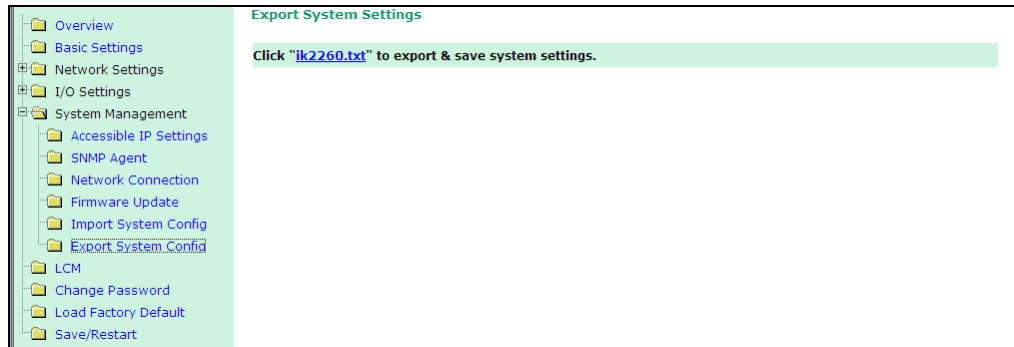 Overview
Basic Settings
Network Settings
I/O Settings
System Management
Accessible IP Settings
SNMP Agent
Network Connection
Firmware Update
Import System Config
Export System Config
LCM
Change Password
Load Factory Default
Save/Restart
Export System Settings
Click "ik2260.txt" to export & save system settings.